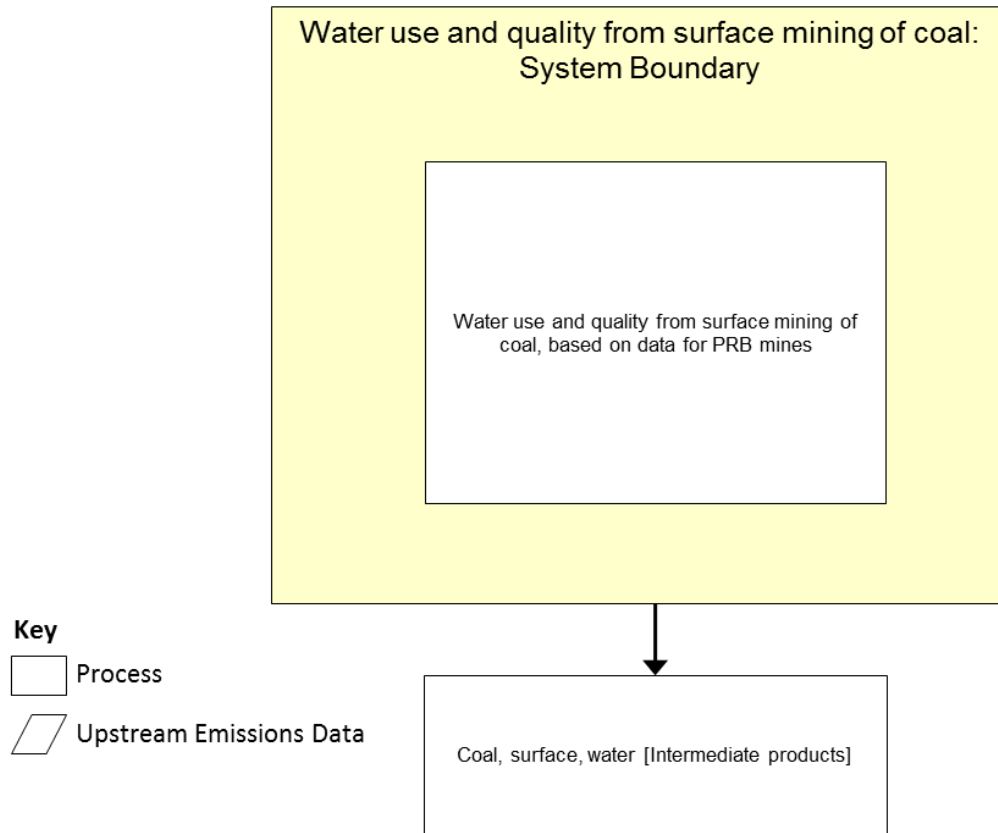 Water use and quality from surface mining of coal:
System Boundary
Water use and quality from surface mining of
coal, based on data for PRB mines
Key
Process
Upstream Emissions Data
Coal, surface, water [Intermediate products]